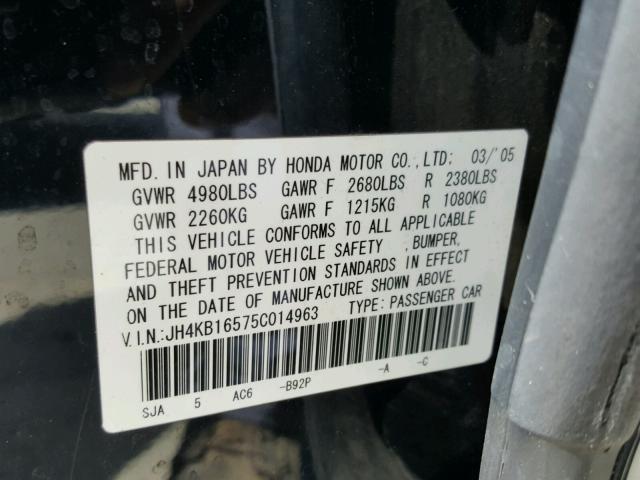 MFD. IN JAPAN BY HONDA MOTOR CO.,LTD: 03/'05
GVWR 4980LBS GAWR F 2680LBS R 2380LBS
GVWR 2260KG GAWR F 1215KG R 1080KG
THIS VEHICLE CONFORMS TO ALL APPLICABLE
FEDERAL MOTOR VEHICLE SAFETY ,BUMPER,
AND THEFT PREVENTION STANDARDS IN EFFECT
ON THE DATE OF MANUFACTURE SHOWN ABOVE.
V.I.N.:JH4KB16575C014963 TYPE: PASSENGER CAR
SJA 5 AC6 -B92P -A -C